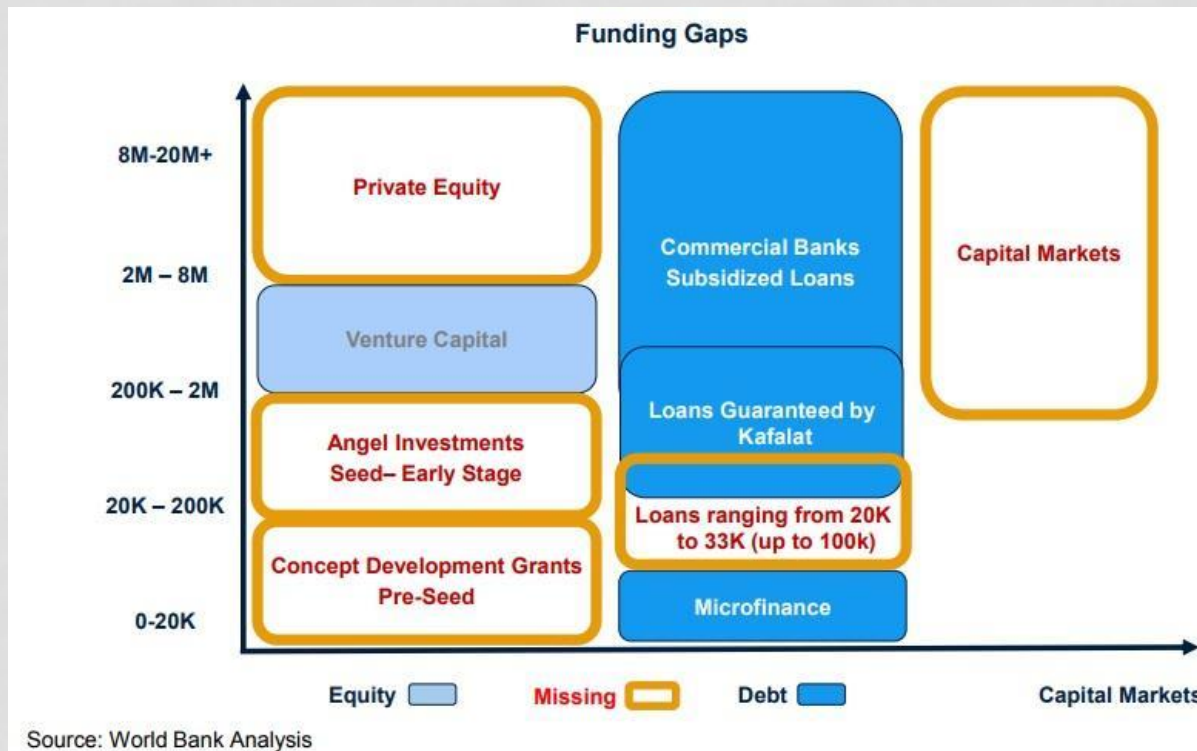 Funding Gaps
8M-20M+
2M – 8M
200K – 2M
20K – 200K
0-20K
Private Equity
Venture Capital
Angel Investments
Seed– Early Stage
Concept Development Grants
Pre-Seed
Commercial Banks
Subsidized Loans
Loans Guaranteed by
Kafalat
Loans ranging from 20K
to 33K (up to 100k)
Microfinance
Capital Markets
Equity
Missing
Debt
Capital Markets
Source: World Bank Analysis